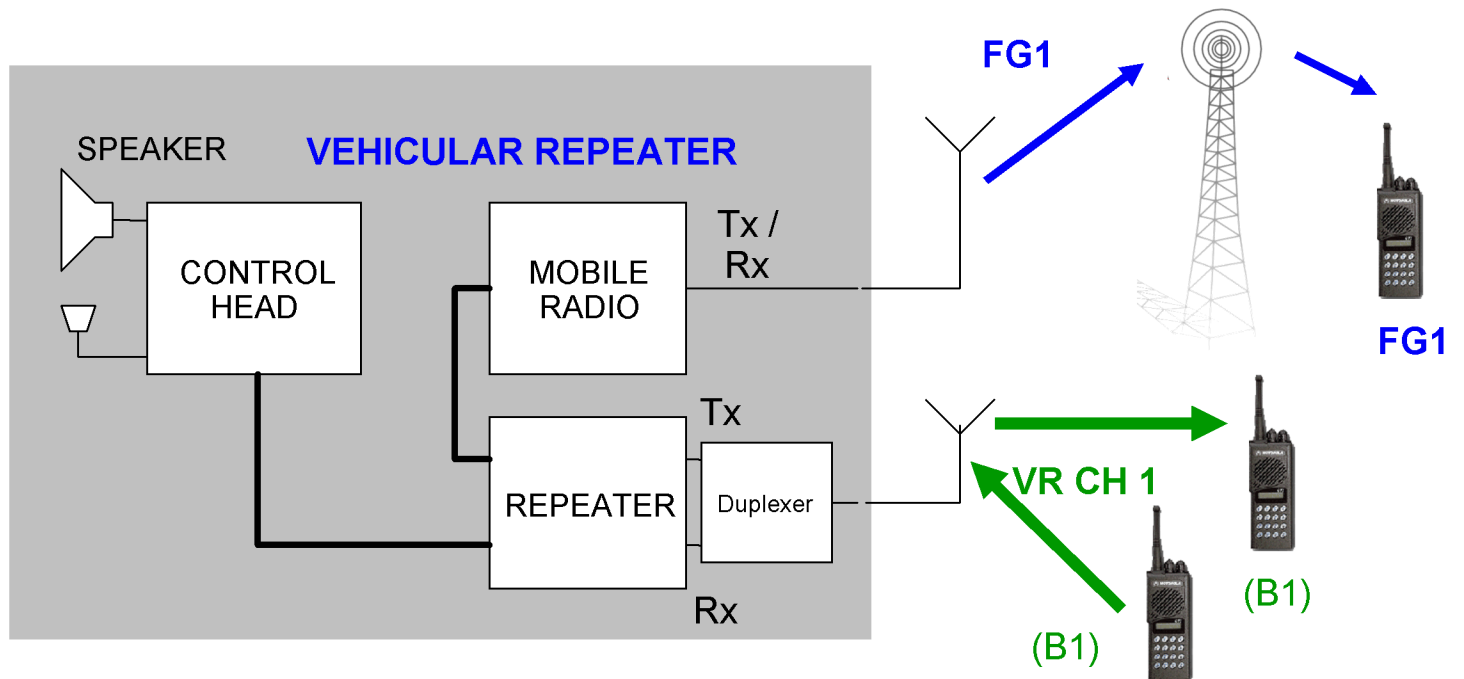 FG1
SPEAKER
VEHICULAR REPEATER
CONTROL
HEAD
MOBILE
RADIO
Tx /
Rx
FG1
Tx
REPEATER
Duplexer
Rx
VR CH 1
(B1)
(B1)